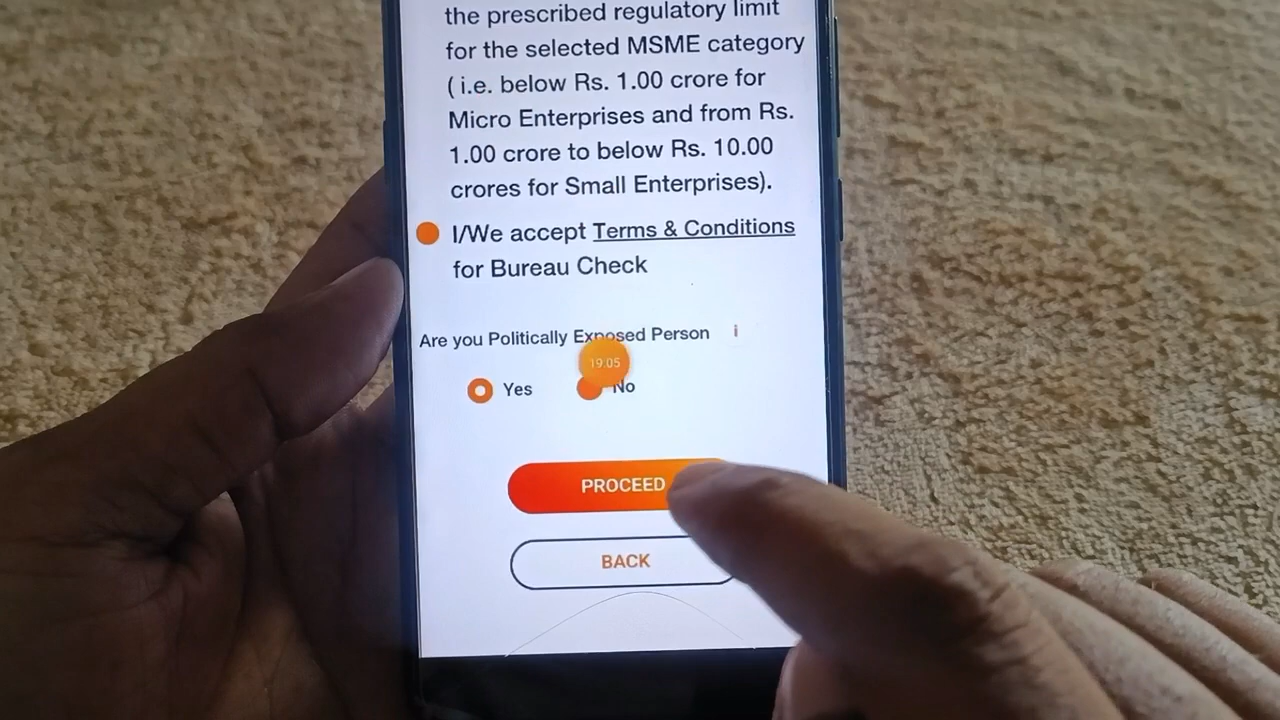 the prescribed regulatory limit
for the selected MSME category
( i.e. below Rs. 1.00 crore for
Micro Enterprises and from Rs.
1.00 crore to below Rs. 10.00
crores for Small Enterprises).
I/We accept Terms & Conditions
for Bureau Check
Are you Politically Exposed Person i
19:05
Yes No
PROCEED
BACK